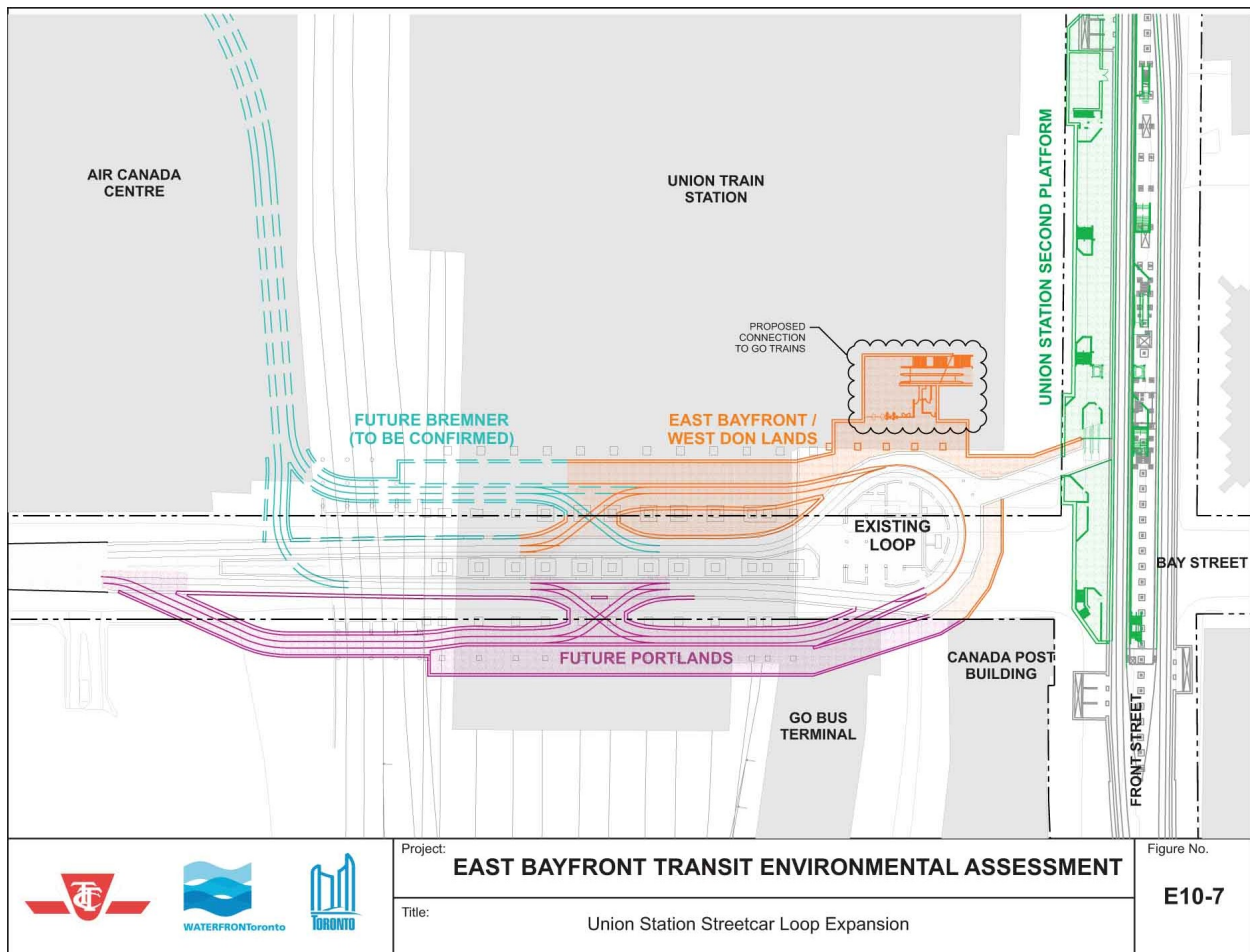 AIR CANADA
CENTRE
UNION TRAIN
STATION
UNION STATION SECOND PLATFORM
PROPOSED
CONNECTION
TO GO TRAINS
FUTURE BREMNER
(TO BE CONFIRMED)
EAST BAYFRONT /
WEST DON LANDS
EXISTING
LOOP
BAY STREET
FUTURE PORTLANDS
CANADA POST
BUILDING
GO BUS
TERMINAL
FRONT STREET
TTC
WATERFRONToronto
TORONTO
Project:
EAST BAYFRONT TRANSIT ENVIRONMENTAL ASSESSMENT
Title:
Union Station Streetcar Loop Expansion
Figure No.
E10-7